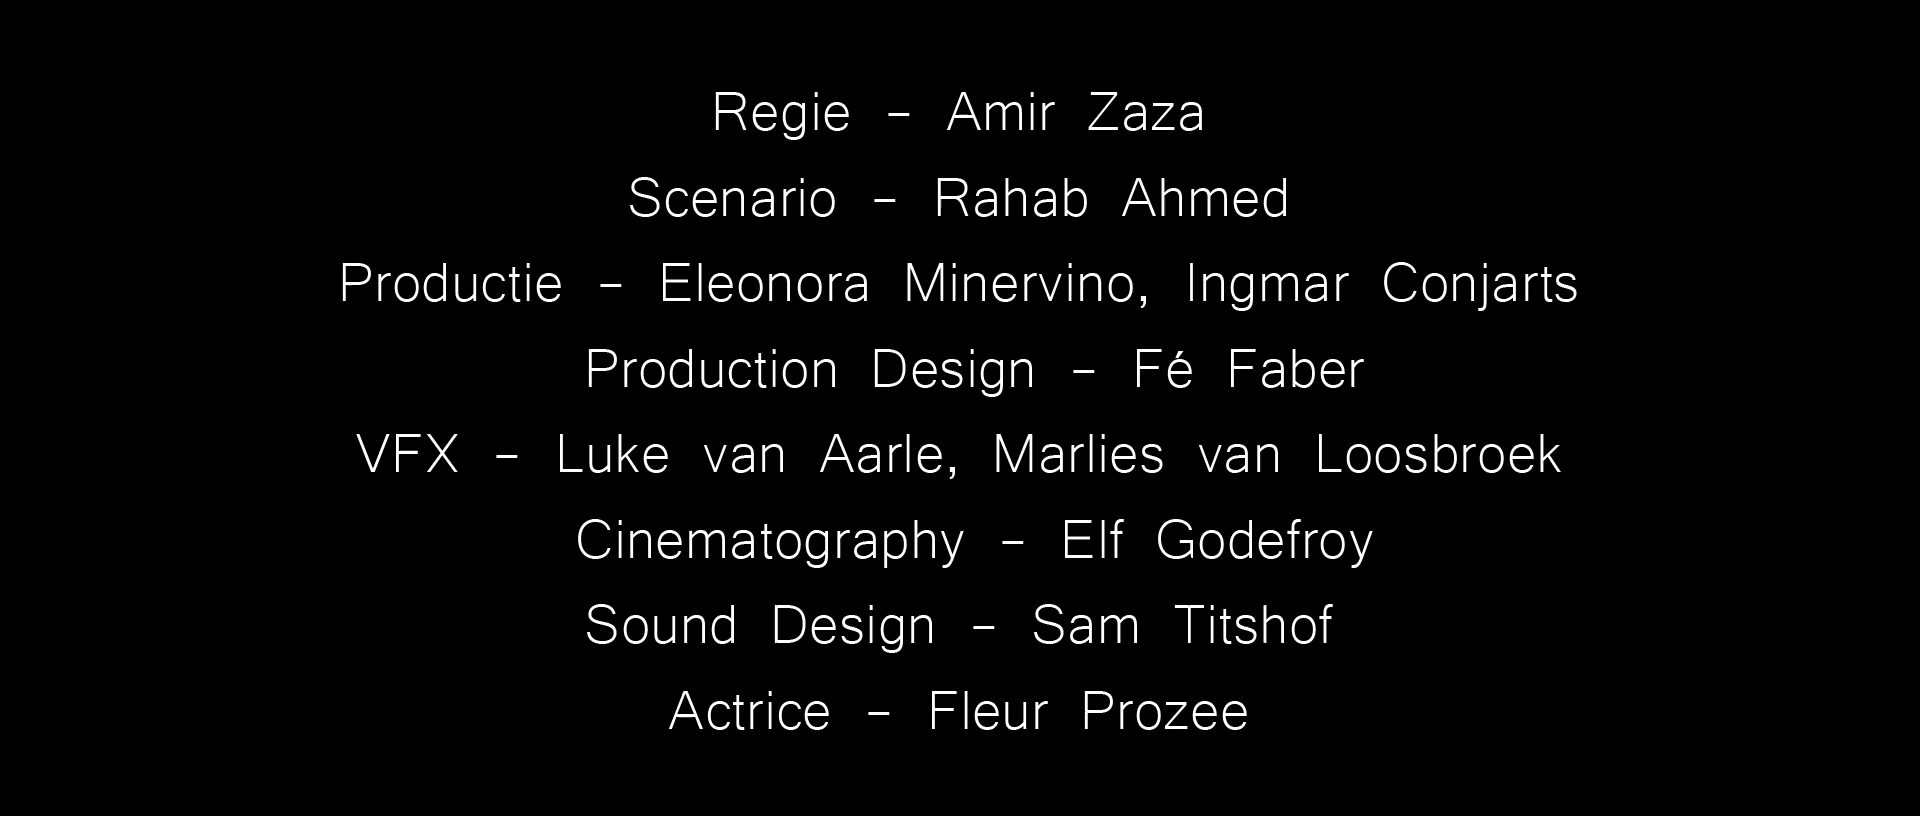 Regie - Amir Zaza
Scenario - Rahab Ahmed
Productie - Eleonora Minervino, Ingmar Conjarts
Production Design - Fé Faber
VFX - Luke van Aarle, Marlies van Loosbroek
Cinematography - Elf Godefroy
Sound Design - Sam Titshof
Actrice - Fleur Prozee